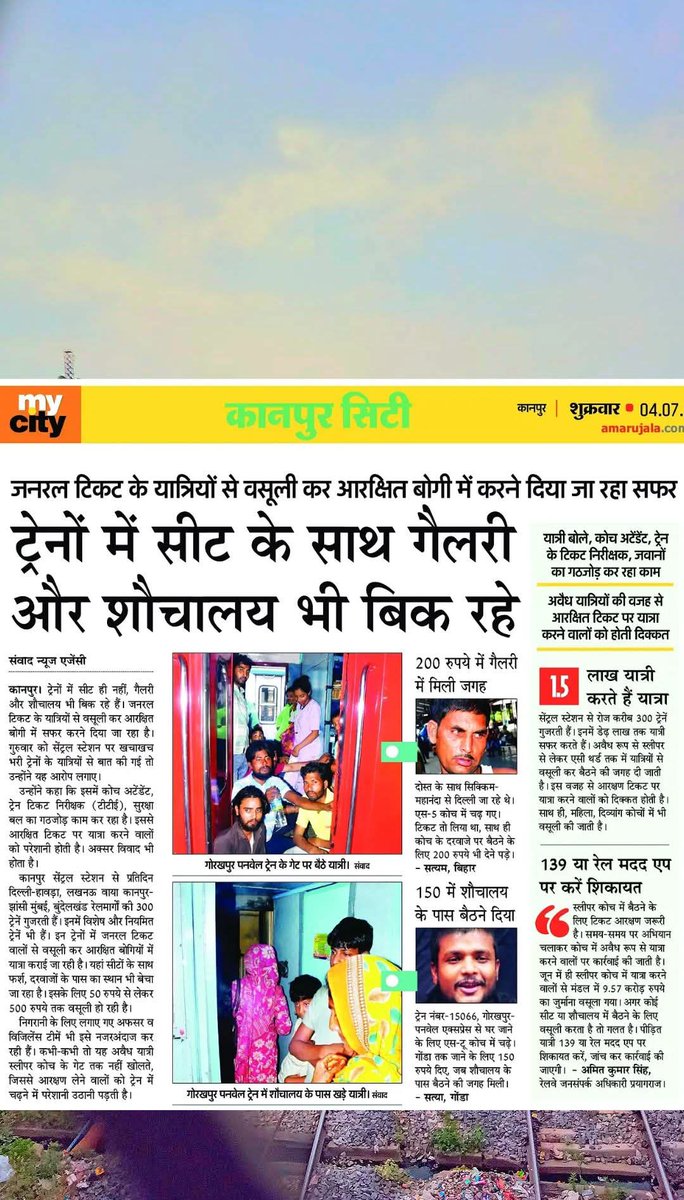 my
city
कानपुर सिटी
कानपुर | शुक्रवार • 04.07.
amarujala.com
जनरल टिकट के यात्रियों से वसूली कर आरक्षित बोगी में करने दिया जा रहा सफर
ट्रेनों में सीट के साथ गैलरी
और शौचालय भी बिक रहे
यात्री बोले, कोच अटेंडेंट, ट्रेन
के टिकट निरीक्षक, जवानों
का गठजोड़ कर रहा काम
अवैध यात्रियों की वजह से
आरक्षित टिकट पर यात्रा
करने वालों को होती दिक्कत
संवाद न्यूज एजेंसी
कानपुर। ट्रेनों में सीट ही नहीं, गैलरी
और शौचालय भी बिक रहे हैं। जनरल
टिकट के यात्रियों से वसूली कर आरक्षित
बोगी में सफर करने दिया जा रहा है।
गुरुवार को सेंट्रल स्टेशन पर खचाखच
भरी ट्रेनों के यात्रियों से बात की गई तो
उन्होंने यह आरोप लगाए।
उन्होंने कहा कि इसमें कोच अटेंडेंट,
ट्रेन टिकट निरीक्षक (टीटीई), सुरक्षा
बल का गठजोड़ काम कर रहा है। इससे
आरक्षित टिकट पर यात्रा करने वालों
को परेशानी होती है। अक्सर विवाद भी
होता है।
कानपुर सेंट्रल स्टेशन से प्रतिदिन
दिल्ली-हावड़ा, लखनऊ वाया कानपुर-
झांसी मुंबई, बुंदेलखंड रेलमार्गों की 300
ट्रेनें गुजरती हैं। इनमें विशेष और नियमित
ट्रेनें भी हैं। इन ट्रेनों में जनरल टिकट
वालों से वसूली कर आरक्षित बोगियों में
यात्रा कराई जा रही है। यहां सीटों के साथ
फर्श, दरवाजों के पास का स्थान भी बेचा
जा रहा है। इसके लिए 50 रुपये से लेकर
500 रुपये तक वसूली हो रही है।
निगरानी के लिए लगाए गए अफसर व
विजिलेंस टीमें भी इसे नजरअंदाज कर
रही हैं। कभी-कभी तो यह अवैध यात्री
स्लीपर कोच के गेट तक नहीं खोलते,
जिससे आरक्षण लेने वालों को ट्रेन में
चढ़ने में परेशानी उठानी पड़ती है।
गोरखपुर पनवेल ट्रेन के गेट पर बैठे यात्री। संवाद
गोरखपुर पनवेल ट्रेन में शौचालय के पास खड़े यात्री। संवाद
200 रुपये में गैलरी
में मिली जगह
दोस्त के साथ सिक्किम-
महानंदा से दिल्ली जा रहे थे।
एस-5 कोच में चढ़ गए।
टिकट तो लिया था, साथ ही
कोच के दरवाजे पर बैठने के
लिए 200 रुपये भी देने पड़े।
- सत्यम, बिहार
150 में शौचालय
के पास बैठने दिया
ट्रेन नंबर-15066, गोरखपुर-
पनवेल एक्सप्रेस से घर जाने
के लिए एस-टू कोच में चढ़े।
गोंडा तक जाने के लिए 150
रुपये दिए, जब शौचालय के
पास बैठने की जगह मिली।
- सत्या, गोंडा
1.5 लाख यात्री
करते हैं यात्रा
सेंट्रल स्टेशन से रोज करीब 300 ट्रेनें
गुजरती हैं। इनमें डेढ़ लाख तक यात्री
सफर करते हैं। अवैध रूप से स्लीपर
से लेकर एसी थर्ड तक में यात्रियों से
वसूली कर बैठने की जगह दी जाती
है। इस वजह से आरक्षण टिकट पर
यात्रा करने वालों को दिक्कत होती है।
साथ ही, महिला, दिव्यांग कोचों में भी
वसूली की जाती है।
139 या रेल मदद एप
पर करें शिकायत
स्लीपर कोच में बैठने के
लिए टिकट आरक्षण जरूरी
है। समय-समय पर अभियान
चलाकर कोच में अवैध रूप से यात्रा
करने वालों पर कार्रवाई की जाती है।
जून में ही स्लीपर कोच में यात्रा करने
वालों से मंडल में 9.57 करोड़ रुपये
का जुर्माना वसूला गया। अगर कोई
सीट या शौचालय में बैठने के लिए
वसूली करता है तो गलत है। पीड़ित
यात्री 139 या रेल मदद एप पर
शिकायत करें, जांच कर कार्रवाई की
जाएगी। - अमित कुमार सिंह,
रेलवे जनसंपर्क अधिकारी प्रयागराज।